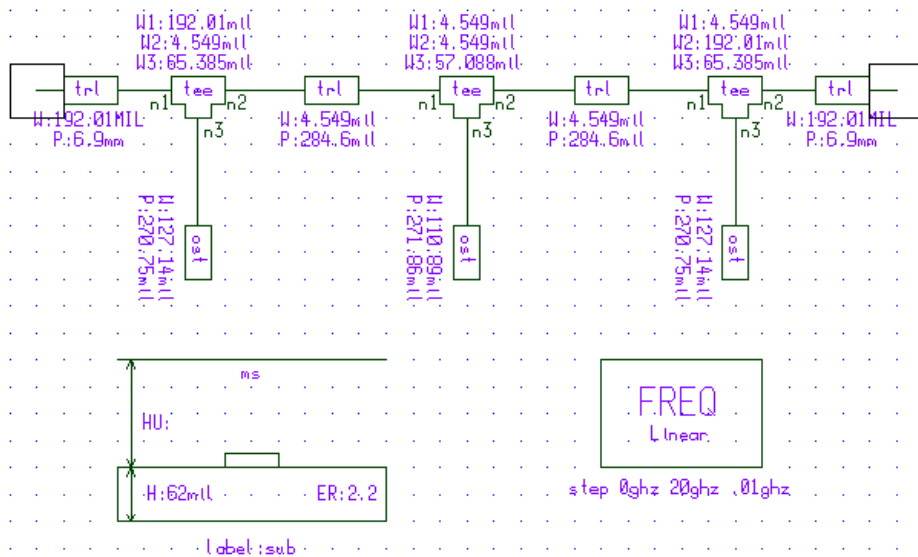 W1:192.01mil
W2:4.549mil
W3:65.385mil
W1:4.549mil
W2:4.549mil
W3:57.088mil
W1:4.549mil
W2:192.01mil
W3:65.385mil
trl
tee
trl
tee
trl
tee
trl
n1
n2
n3
n1
n2
n3
n1
n2
n3
W:192.01MIL
P:6.9mm
W:4.549mil
P:284.6mil
W:4.549mil
P:284.6mil
W:192.01MIL
P:6.9mm
W:127.14mil
P:270.75mil
ost
W:110.89mil
P:271.86mil
ost
W:127.14mil
P:270.75mil
ost
ms
HU:
H:62mil
ER:2.2
label:sub
FREQ
Linear
step 0ghz 20ghz .01ghz